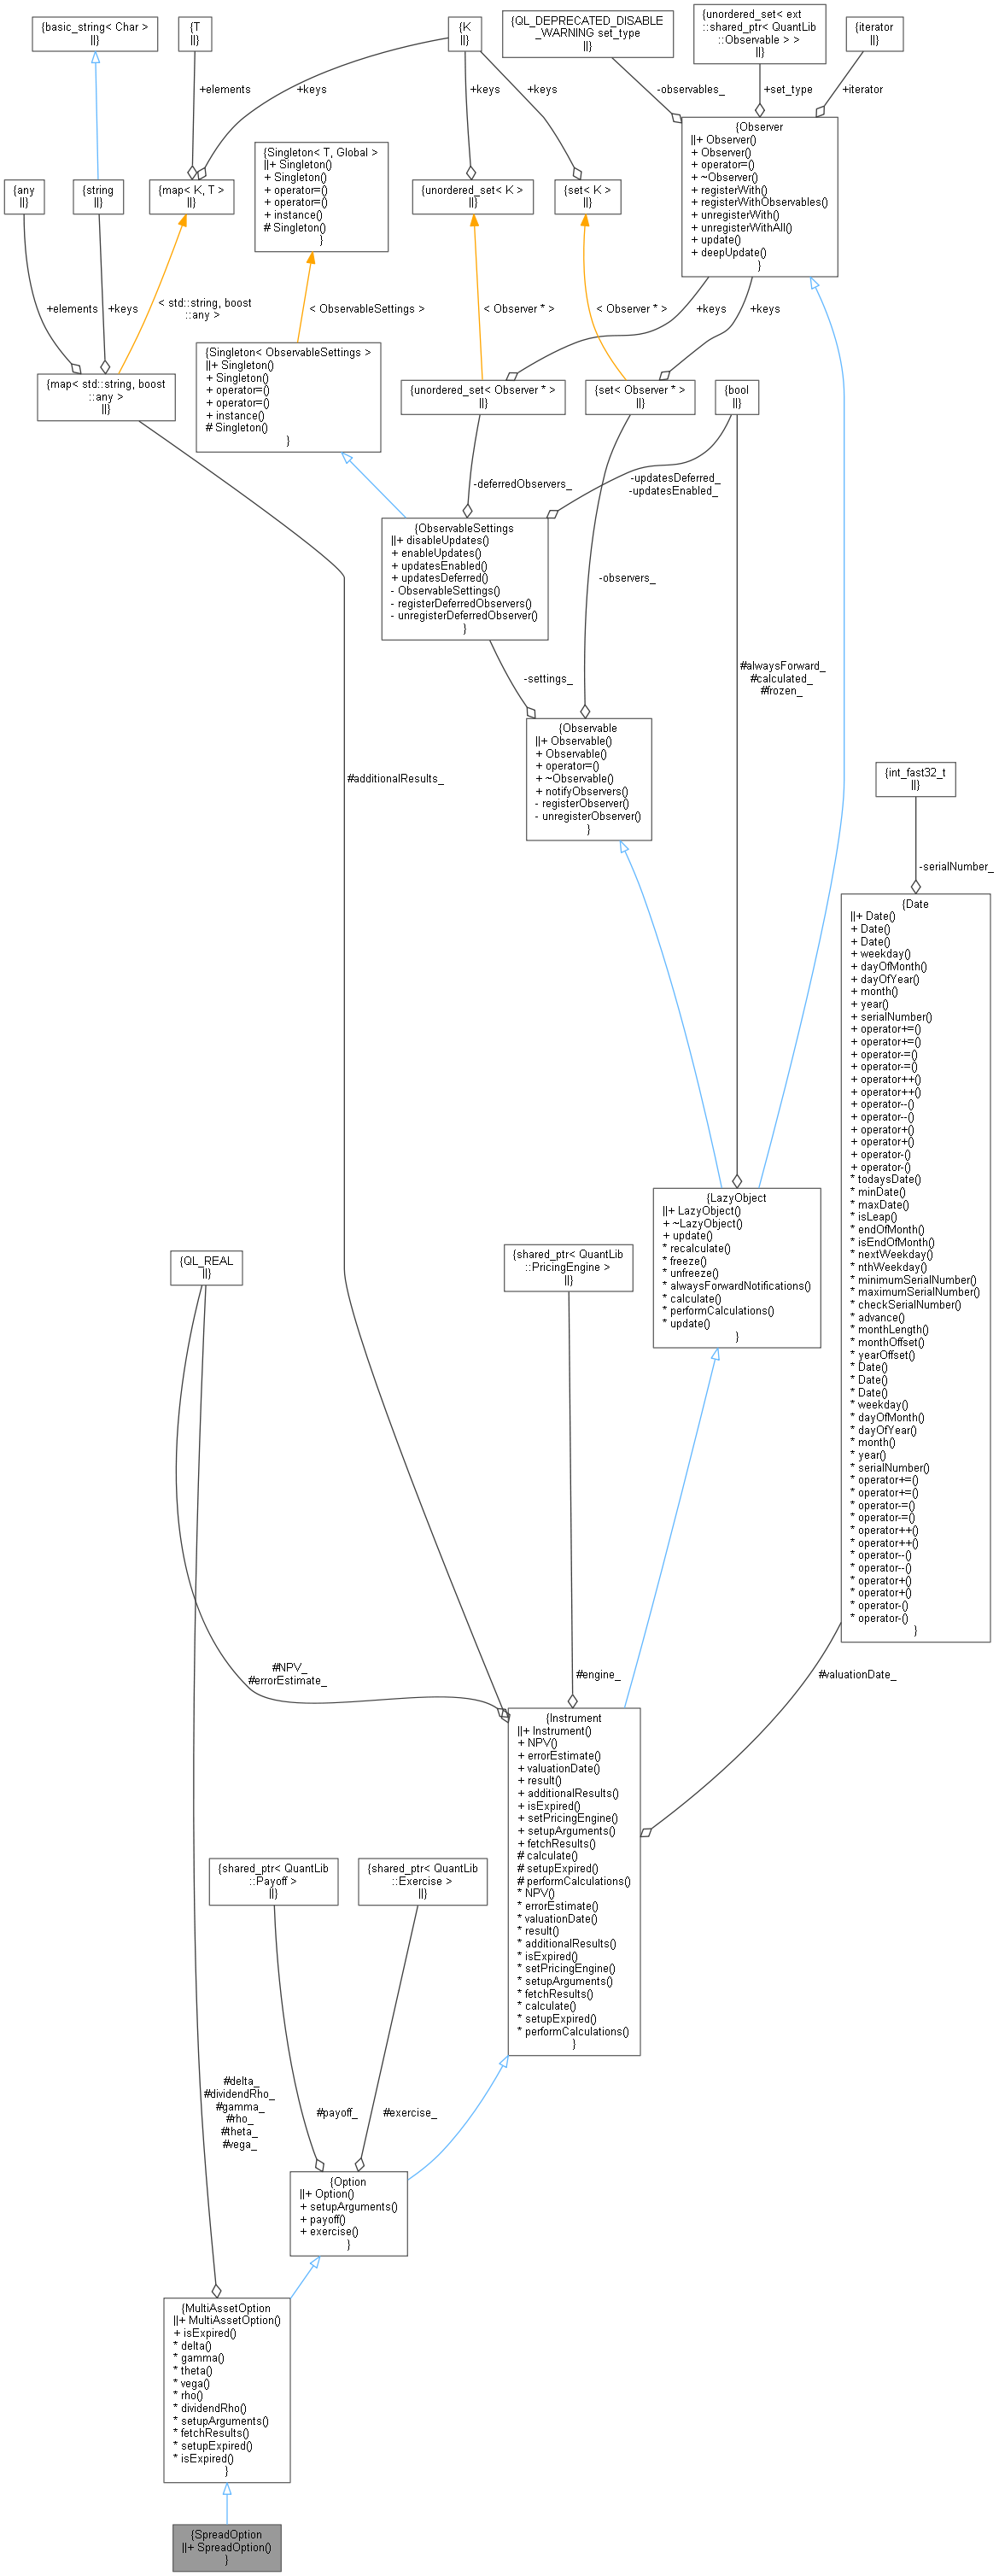 {basic_string< Char >
||}
{T
||}
{K
||}
{QL_DEPRECATED_DISABLE
_WARNING set_type
||}
{unordered_set< ext
::shared_ptr< QuantLib
::Observable > >
||}
{iterator
||}
+elements
+keys
+keys
+keys
-observables_
+set_type
+iterator
{any
||}
{string
||}
{map< K, T >
||}
{Singleton< T, Global >
||+ Singleton()
+ Singleton()
+ operator=()
+ operator=()
+ instance()
# Singleton()
}
{unordered_set< K >
||}
{set< K >
||}
{Observer
||+ Observer()
+ Observer()
+ operator=()
+ ~Observer()
+ registerWith()
+ registerWithObservables()
+ unregisterWith()
+ unregisterWithAll()
+ update()
+ deepUpdate()
}
+elements
+keys
< std::string, boost
::any >
< ObservableSettings >
< Observer * >
< Observer * >
+keys
+keys
{map< std::string, boost
::any >
||}
{Singleton< ObservableSettings >
||+ Singleton()
+ Singleton()
+ operator=()
+ operator=()
+ instance()
# Singleton()
}
{unordered_set< Observer * >
||}
{set< Observer * >
||}
{bool
||}
-deferredObservers_
-updatesDeferred_
-updatesEnabled_
{ObservableSettings
||+ disableUpdates()
+ enableUpdates()
+ updatesEnabled()
+ updatesDeferred()
- ObservableSettings()
- registerDeferredObservers()
- unregisterDeferredObserver()
}
-observers_
-settings_
#alwaysForward_
#calculated_
#frozen_
{Observable
||+ Observable()
+ Observable()
+ operator=()
+ ~Observable()
+ notifyObservers()
- registerObserver()
- unregisterObserver()
}
#additionalResults_
{int_fast32_t
||}
-serialNumber_
{Date
||+ Date()
+ Date()
+ Date()
+ weekday()
+ dayOfMonth()
+ dayOfYear()
+ month()
+ year()
+ serialNumber()
+ operator+=()
+ operator+=()
+ operator-=()
+ operator-=()
+ operator++()
+ operator++()
+ operator--()
+ operator--()
+ operator+()
+ operator+()
+ operator-()
+ operator-()
* todaysDate()
* minDate()
* maxDate()
* isLeap()
* endOfMonth()
* isEndOfMonth()
* nextWeekday()
* nthWeekday()
* minimumSerialNumber()
* maximumSerialNumber()
* checkSerialNumber()
* advance()
* monthLength()
* monthOffset()
* yearOffset()
* Date()
* Date()
* Date()
* weekday()
* dayOfMonth()
* dayOfYear()
* month()
* year()
* serialNumber()
* operator+=()
* operator+=()
* operator-=()
* operator-=()
* operator++()
* operator++()
* operator--()
* operator--()
* operator+()
* operator+()
* operator-()
* operator-()
}
{LazyObject
||+ LazyObject()
+ ~LazyObject()
+ update()
* recalculate()
* freeze()
* unfreeze()
* alwaysForwardNotifications()
* calculate()
* performCalculations()
* update()
}
{QL_REAL
||}
{shared_ptr< QuantLib
::PricingEngine >
||}
#NPV_
#errorEstimate_
#engine_
#valuationDate_
{Instrument
||+ Instrument()
+ NPV()
+ errorEstimate()
+ valuationDate()
+ result()
+ additionalResults()
+ isExpired()
+ setPricingEngine()
+ setupArguments()
+ fetchResults()
# calculate()
# setupExpired()
# performCalculations()
* NPV()
* errorEstimate()
* valuationDate()
* result()
* additionalResults()
* isExpired()
* setPricingEngine()
* setupArguments()
* fetchResults()
* calculate()
* setupExpired()
* performCalculations()
}
{shared_ptr< QuantLib
::Payoff >
||}
{shared_ptr< QuantLib
::Exercise >
||}
#delta_
#dividendRho_
#gamma_
#rho_
#theta_
#vega_
#payoff_
#exercise_
{Option
||+ Option()
+ setupArguments()
+ payoff()
+ exercise()
}
{MultiAssetOption
||+ MultiAssetOption()
+ isExpired()
* delta()
* gamma()
* theta()
* vega()
* rho()
* dividendRho()
* setupArguments()
* fetchResults()
* setupExpired()
* isExpired()
}
{SpreadOption
||+ SpreadOption()
}